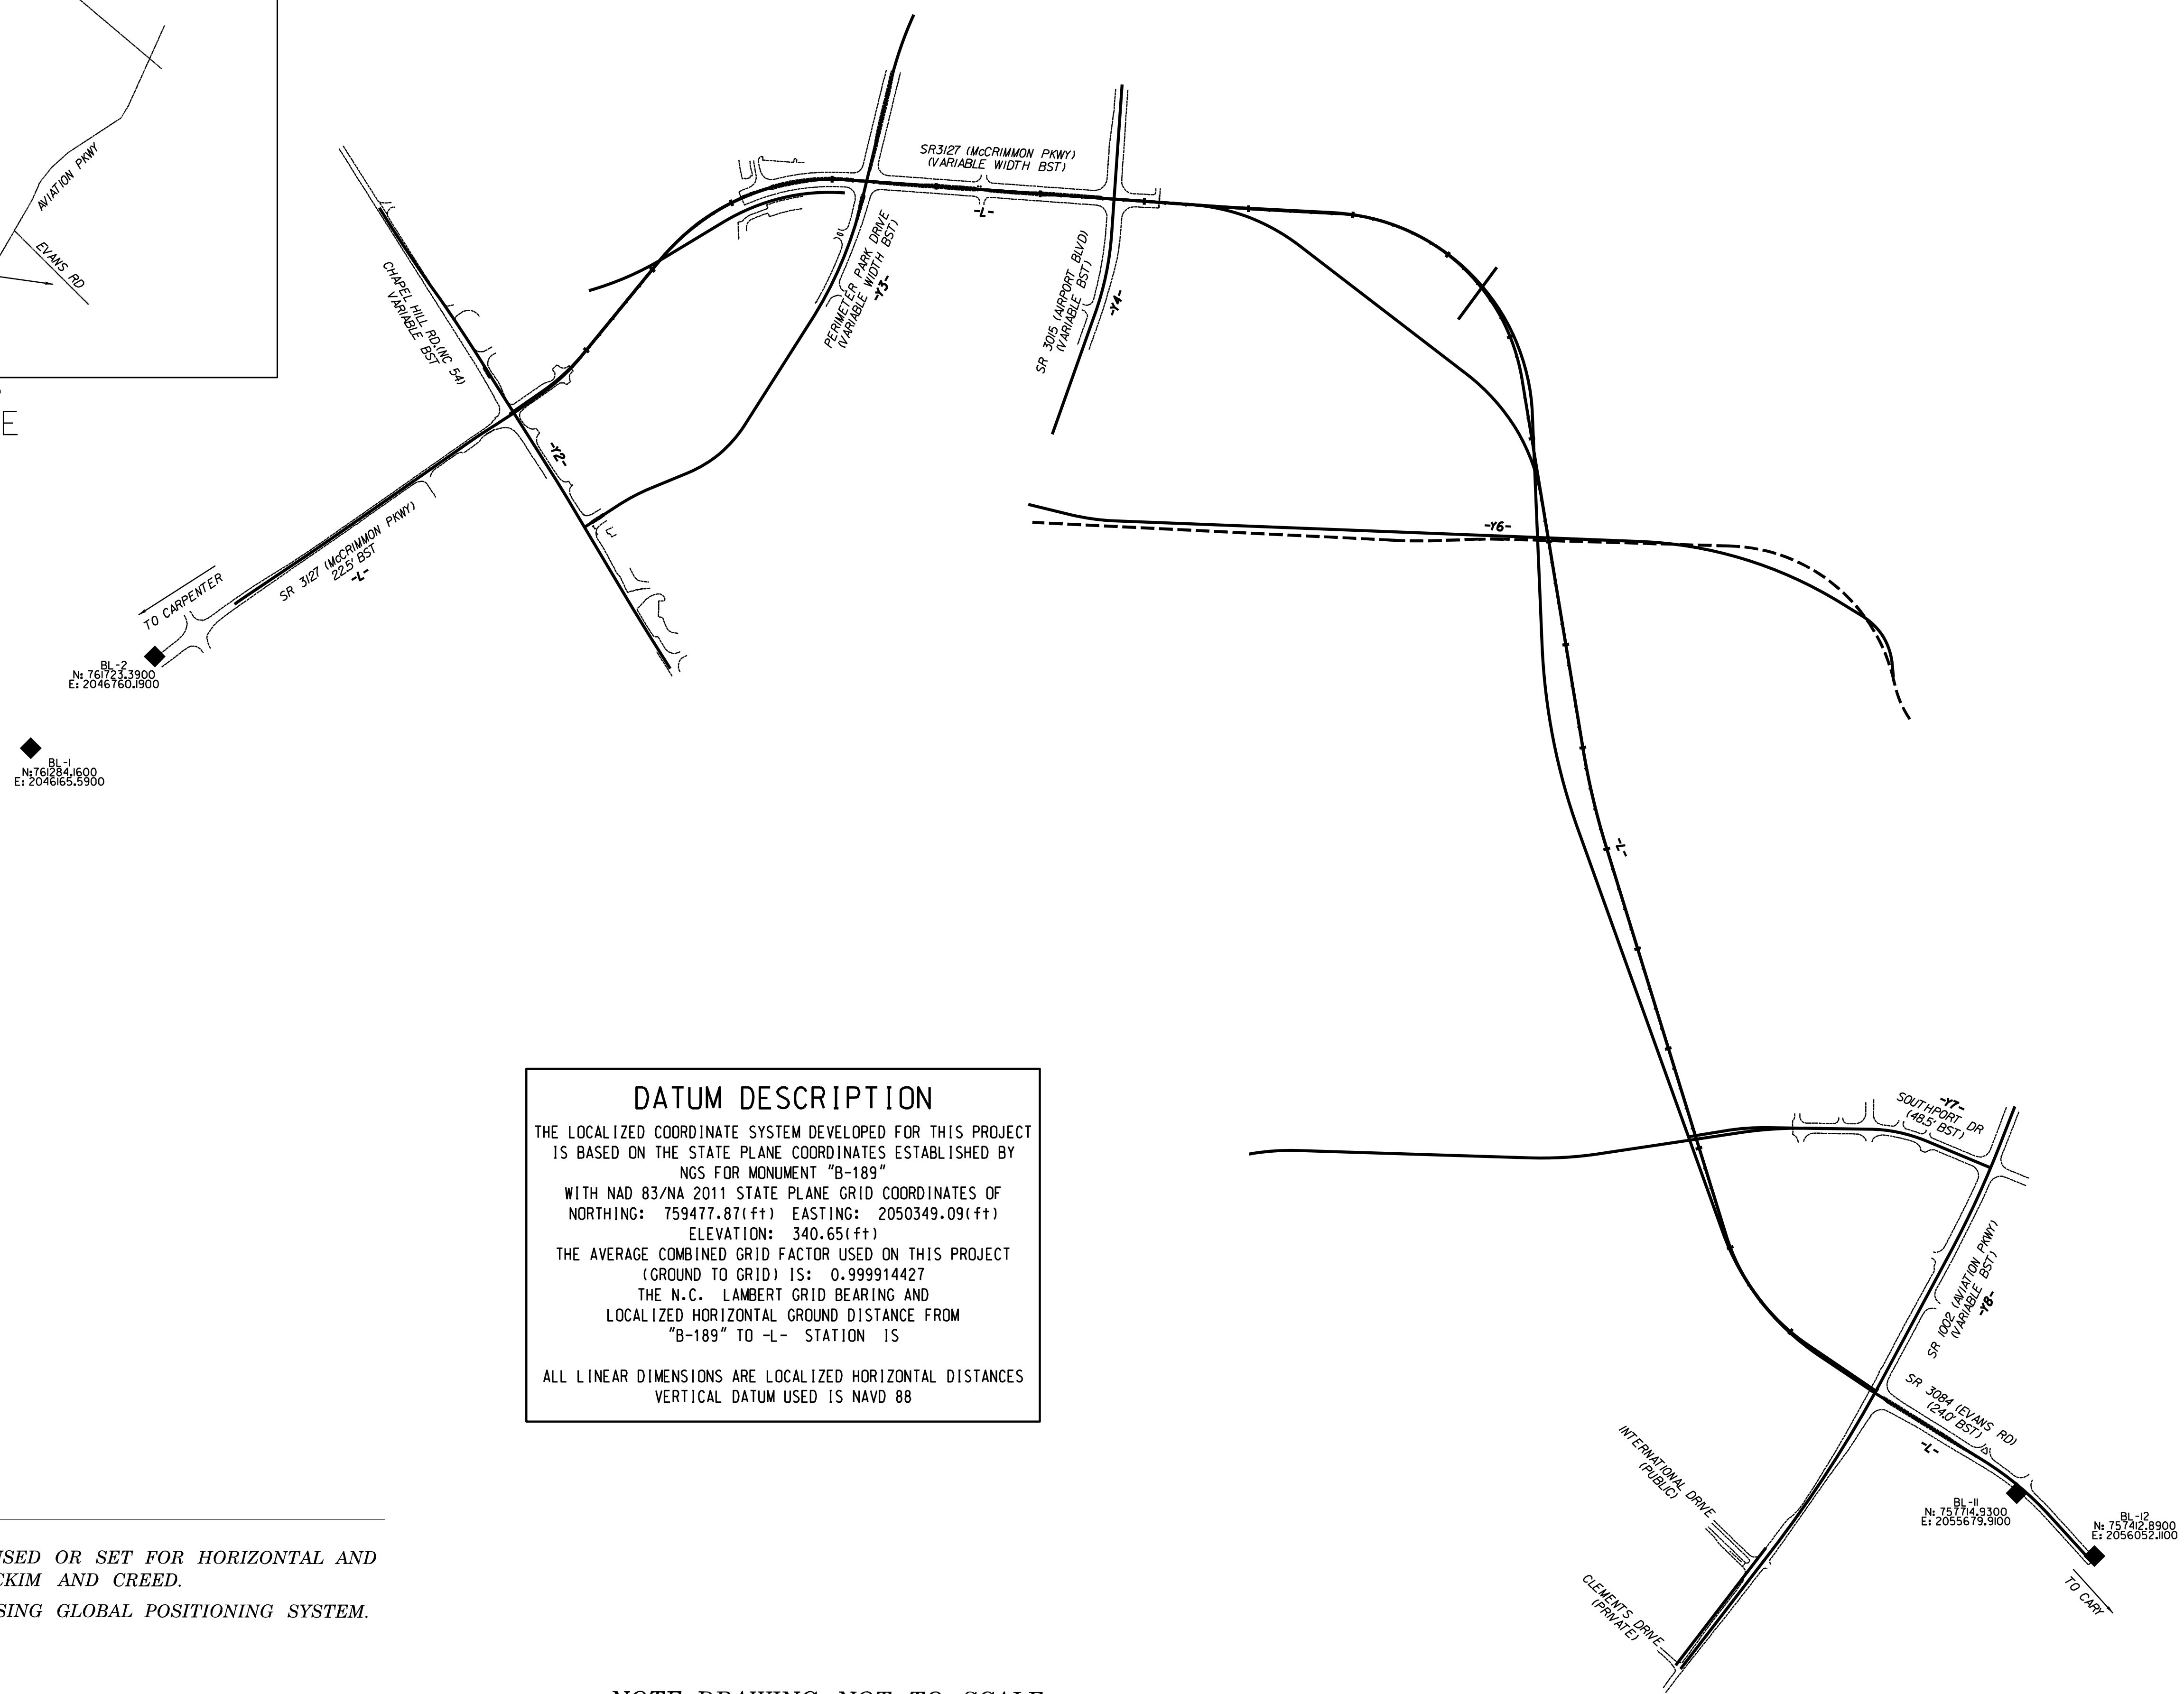 AVIATION PKWY
EVANS RD
E
SR3127 (McCRIMMON PKWY)
(VARIABLE WIDTH BST)
-L-
CHAPEL HILL RD.(NC 54)
VARIABLE BST
PERIMETER PARK DRIVE
(VARIABLE WIDTH BST)
-Y3-
SR 3015 (AIRPORT BLVD)
(VARIABLE BST)
-Y4-
-Y2-
SR 3127 (McCRIMMON PKWY)
22.5' BST
-L-
TO CARPENTER
-Y6-
BL-2
N: 761723.3900
E: 2046760.1900
BL-1
N:761284.1600
E: 2046165.5900
-L-
DATUM DESCRIPTION
THE LOCALIZED COORDINATE SYSTEM DEVELOPED FOR THIS PROJECT
IS BASED ON THE STATE PLANE COORDINATES ESTABLISHED BY
NGS FOR MONUMENT "B-189"
WITH NAD 83/NA 2011 STATE PLANE GRID COORDINATES OF
NORTHING: 759477.87(ft) EASTING: 2050349.09(ft)
ELEVATION: 340.65(ft)
THE AVERAGE COMBINED GRID FACTOR USED ON THIS PROJECT
(GROUND TO GRID) IS: 0.999914427
THE N.C. LAMBERT GRID BEARING AND
LOCALIZED HORIZONTAL GROUND DISTANCE FROM
"B-189" TO -L- STATION IS
ALL LINEAR DIMENSIONS ARE LOCALIZED HORIZONTAL DISTANCES
VERTICAL DATUM USED IS NAVD 88
-Y7-
SOUTHPORT DR
(48.5' BST)
SR 1002 (AVIATION PKWY)
(VARIABLE BST)
-Y8-
SR 3084 (EVANS RD)
(24.0' BST)
-L-
INTERNATIONAL DRIVE
(PUBLIC)
CLEMENTS DRIVE
(PRIVATE)
BL-11
N: 757714.9300
E: 2055679.9100
BL-12
N: 757412.8900
E: 2056052.1100
TO CARY
USED OR SET FOR HORIZONTAL AND
CKIM AND CREED.
SING GLOBAL POSITIONING SYSTEM.
NOTE DRAWING NOT TO SCALE